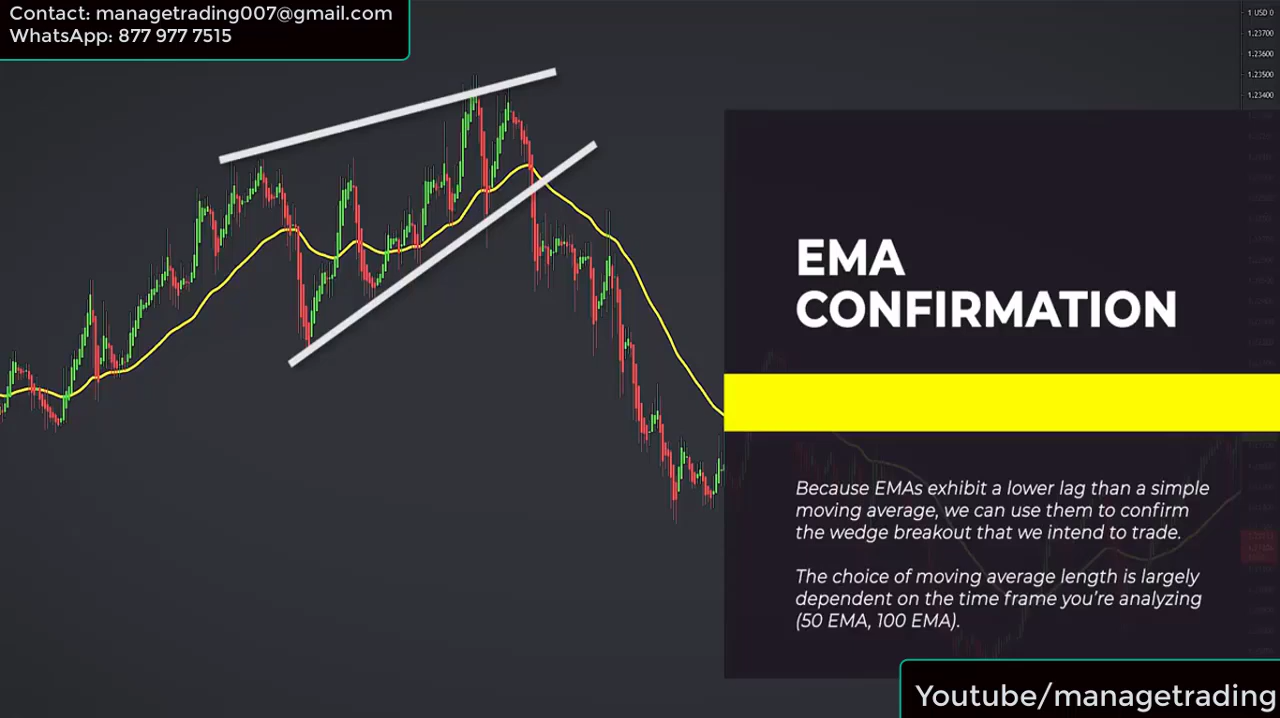 Contact: managetrading007@gmail.com
WhatsApp: 877 977 7515
1 USD 0
1.23700
1.23600
1.23500
1.23400
EMA
CONFIRMATION
Because EMAs exhibit a lower lag than a simple
moving average, we can use them to confirm
the wedge breakout that we intend to trade.
The choice of moving average length is largely
dependent on the time frame you’re analyzing
(50 EMA, 100 EMA).
Youtube/managetrading